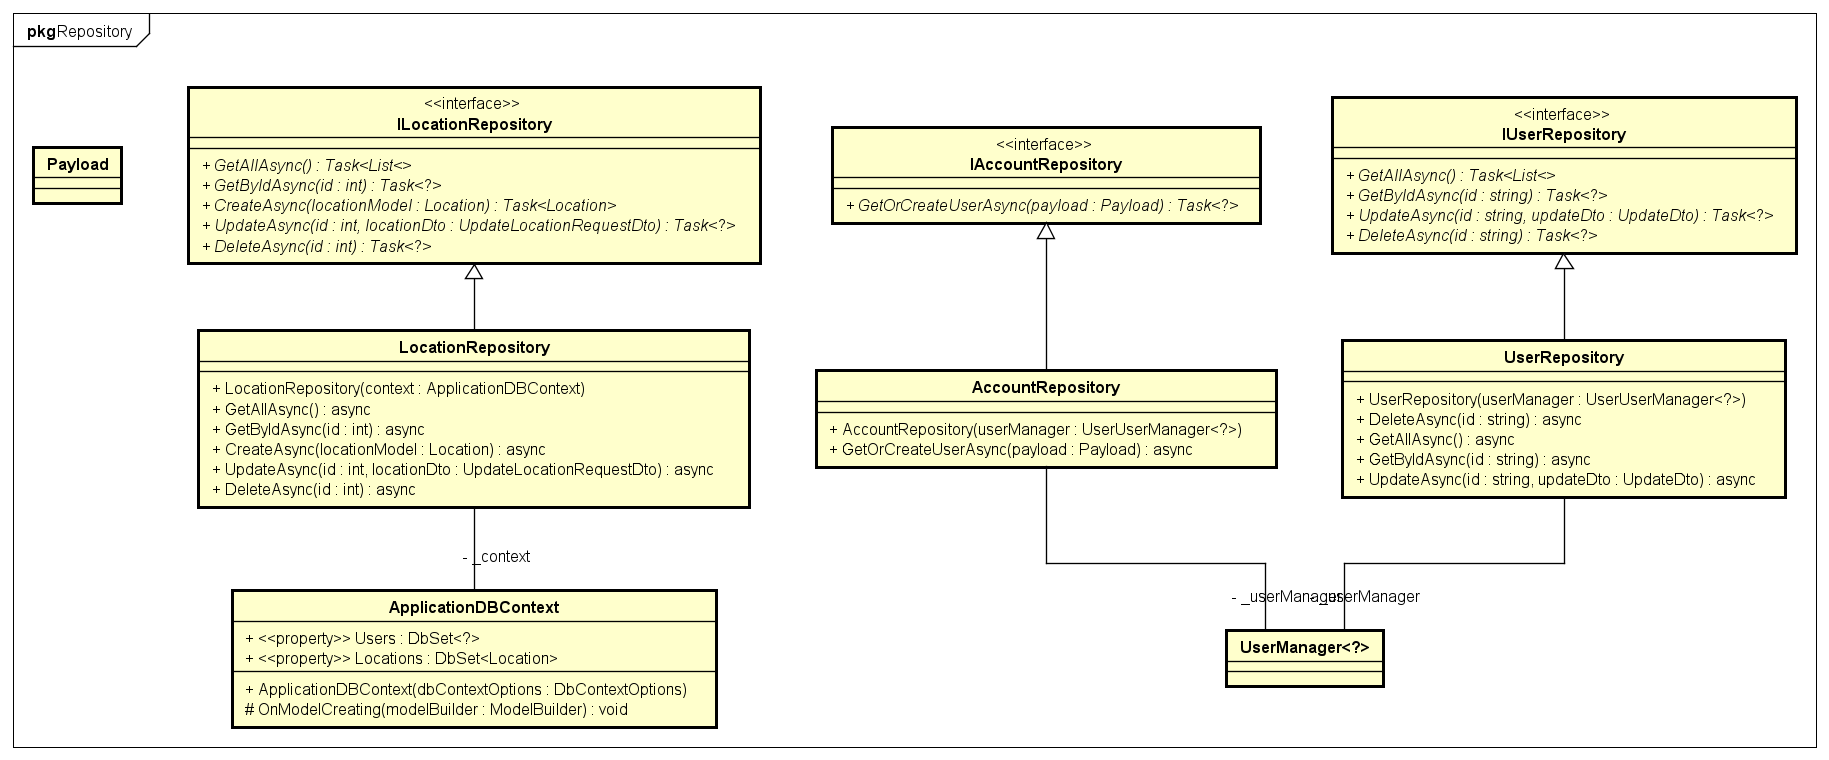 pkg Repository
Payload
<<interface>>
ILocationRepository
+ GetAllAsync() : Task<List<>
+ GetByIdAsync(id : int) : Task<?>
+ CreateAsync(locationModel : Location) : Task<Location>
+ UpdateAsync(id : int, locationDto : UpdateLocationRequestDto) : Task<?>
+ DeleteAsync(id : int) : Task<?>
<<interface>>
IAccountRepository
+ GetOrCreateUserAsync(payload : Payload) : Task<?>
<<interface>>
IUserRepository
+ GetAllAsync() : Task<List<>
+ GetByIdAsync(id : string) : Task<?>
+ UpdateAsync(id : string, updateDto : UpdateDto) : Task<?>
+ DeleteAsync(id : string) : Task<?>
LocationRepository
+ LocationRepository(context : ApplicationDBContext)
+ GetAllAsync() : async
+ GetByIdAsync(id : int) : async
+ CreateAsync(locationModel : Location) : async
+ UpdateAsync(id : int, locationDto : UpdateLocationRequestDto) : async
+ DeleteAsync(id : int) : async
AccountRepository
+ AccountRepository(userManager : UserUserManager<?>)
+ GetOrCreateUserAsync(payload : Payload) : async
UserRepository
+ UserRepository(userManager : UserUserManager<?>)
+ DeleteAsync(id : string) : async
+ GetAllAsync() : async
+ GetByIdAsync(id : string) : async
+ UpdateAsync(id : string, updateDto : UpdateDto) : async
- _context
- _userManager
- _userManager
ApplicationDBContext
+ <<property>> Users : DbSet<?>
+ <<property>> Locations : DbSet<Location>
+ ApplicationDBContext(dbContextOptions : DbContextOptions)
# OnModelCreating(modelBuilder : ModelBuilder) : void
UserManager<?>